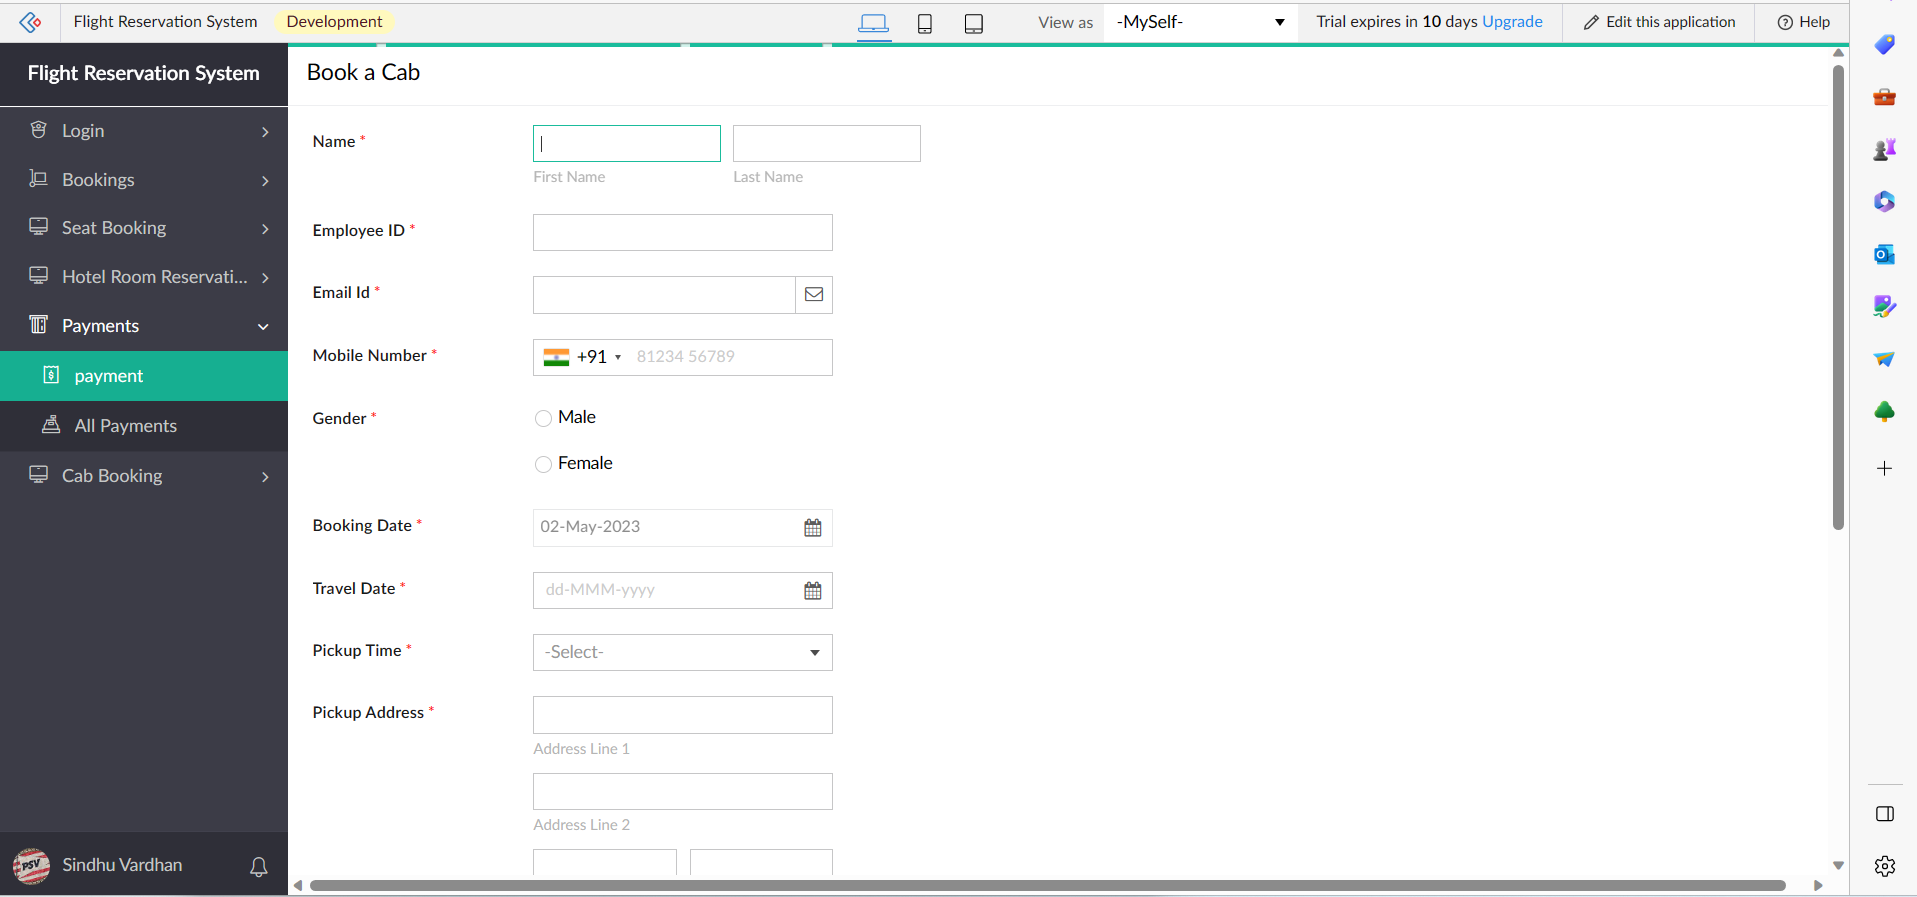 Flight Reservation System Development View as -MySelf- Trial expires in 10 days Upgrade Edit this application Help
Flight Reservation System
Login
Bookings
Seat Booking
Hotel Room Reservati...
Payments
payment
All Payments
Cab Booking
PSV Sindhu Vardhan
Book a Cab
Name *
First Name Last Name
Employee ID *
Email Id *
Mobile Number * +91 81234 56789
Gender * Male
Female
Booking Date * 02-May-2023
Travel Date * dd-MMM-yyyy
Pickup Time * -Select-
Pickup Address *
Address Line 1
Address Line 2